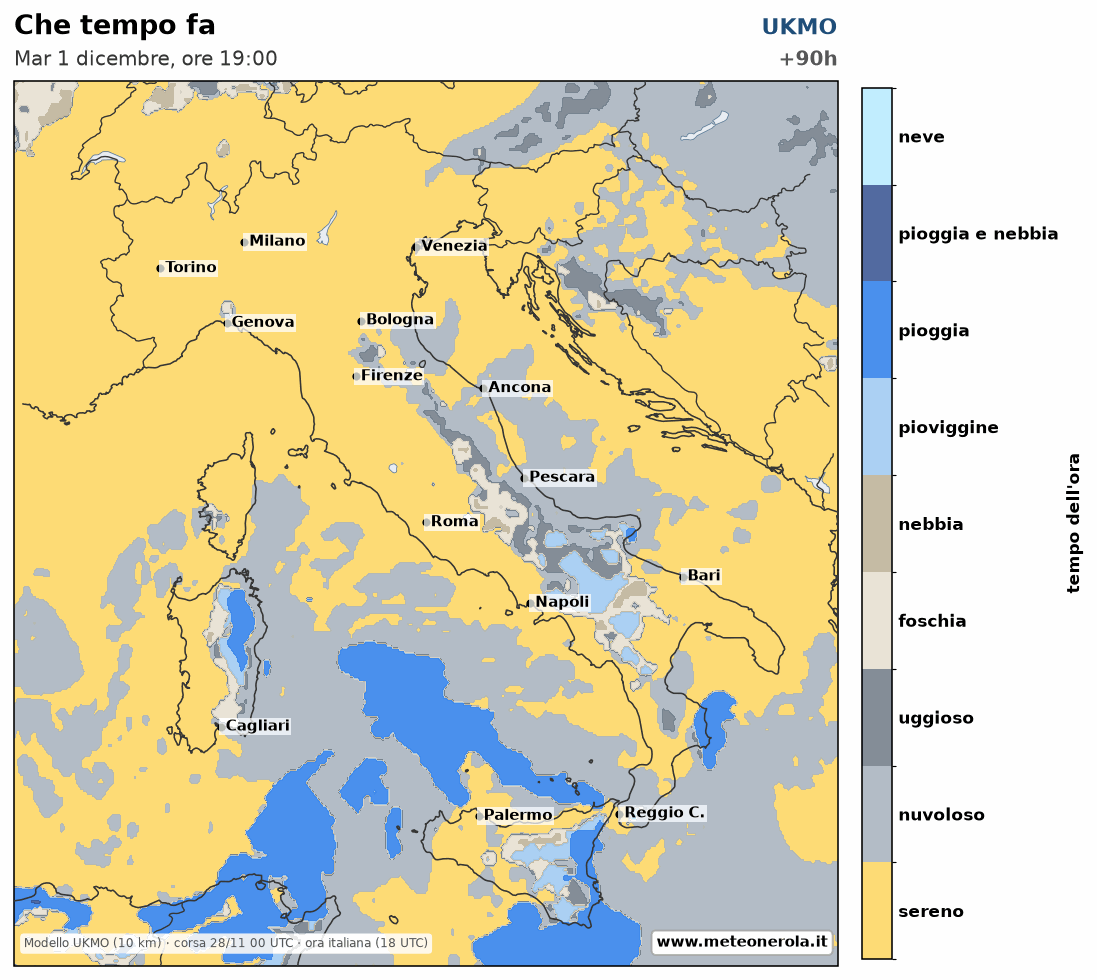 Che tempo fa
UKMO
Mar 1 dicembre, ore 19:00
+90h
neve
pioggia e nebbia
pioggia
pioviggine
nebbia
foschia
uggioso
nuvoloso
sereno
tempo dell'ora
Milano
Venezia
Torino
Genova
Bologna
Firenze
Ancona
Pescara
Roma
Bari
Napoli
Cagliari
Palermo
Reggio C.
Modello UKMO (10 km) · corsa 28/11 00 UTC · ora italiana (18 UTC)
www.meteonerola.it